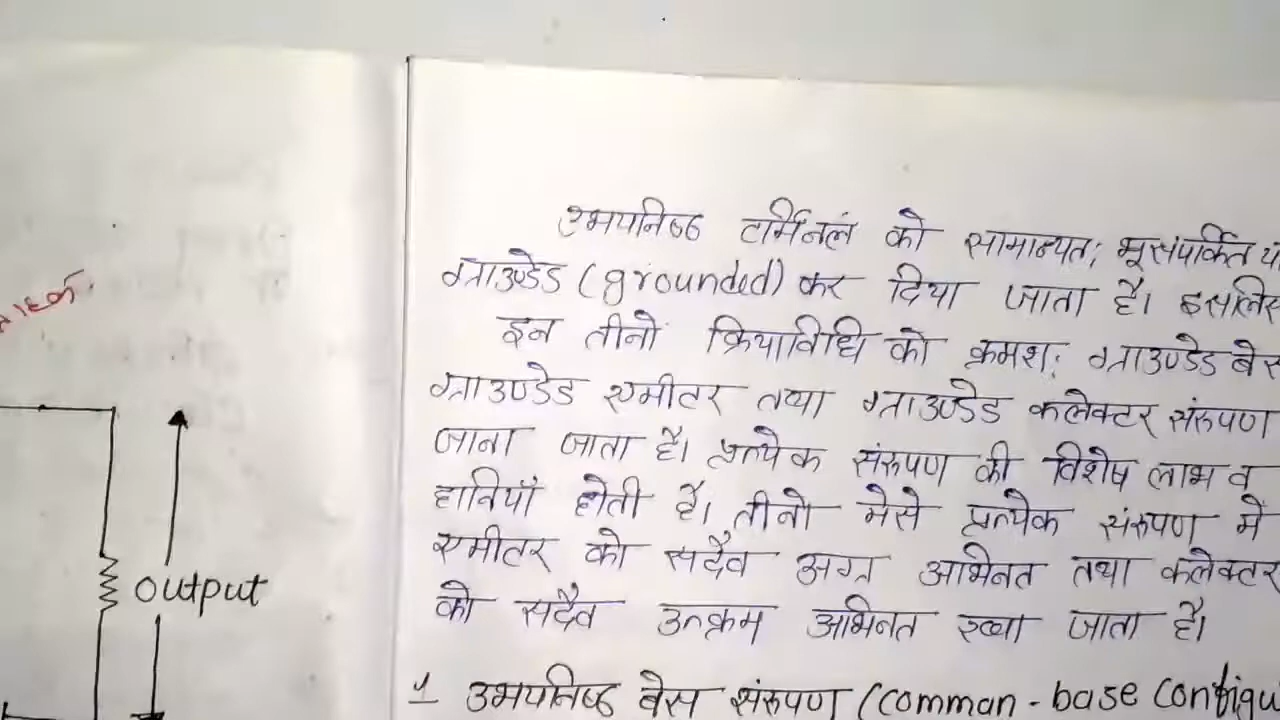 output
उभयनिष्ठ टर्मिनल को सामान्यत: भूसंपर्कित या
ग्राउण्डेड (grounded) कर दिया जाता है। इसलिए
इन तीनो क्रियाविधि को क्रमश: ग्राउण्डेड बेस
ग्राउण्डेड एमीटर तथा ग्राउण्डेड कलेक्टर संरुपण
जाना जाता है। प्रत्येक संरुपण की विशेष लाभ व
हानियाँ होती है। तीनो मेसे प्रत्येक संरुपण में
एमीटर को सदैव अग्र अभिनत तथा कलेक्टर
को सदैव उत्क्रम अभिनत रखा जाता है।
1 उभयनिष्ठ बेस संरुपण (comman - base Configu